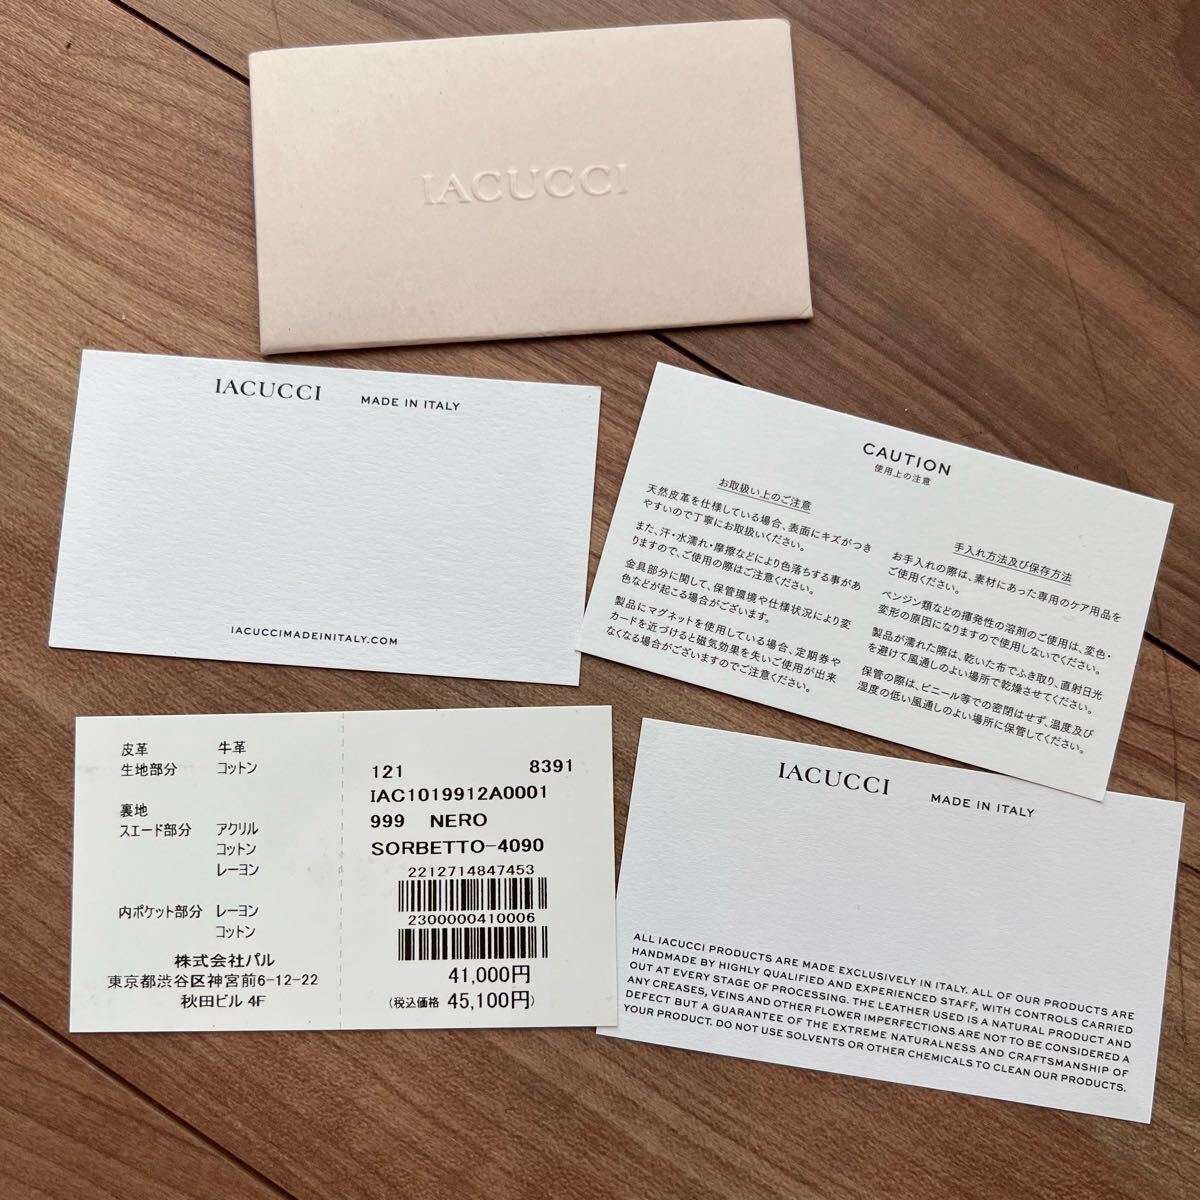 IACUCCI
IACUCCI MADE IN ITALY
IACUCCIMADEINITALY.COM
CAUTION
使用上の注意
お取扱い上のご注意
天然皮革を仕様している場合、表面にキズがつき
やすいので丁寧にお取扱いください。
また、汗・水濡れ・摩擦などにより色落ちする事があ
りますので、ご使用の際はご注意ください。
金具部分に関して、保管環境や仕様状況により変
色などが起こる場合がございます。
製品にマグネットを使用している場合、定期券や
カードを近づけると磁気効果を失いご使用が出来
なくなる場合がございますのでご注意ください。
手入れ方法及び保存方法
お手入れの際は、素材にあった専用のケア用品を
ご使用ください。
ベンジン類などの揮発性の溶剤のご使用は、変色・
変形の原因になりますので使用しないでください。
製品が濡れた際は、乾いた布でふき取り、直射日光
を避けて風通しのよい場所で乾燥させてください。
保管の際は、ビニール等での密閉はせず、温度及び
湿度の低い風通しのよい場所に保管してください。
皮革 牛革
生地部分 コットン
裏地
スエード部分 アクリル
コットン
レーヨン
内ポケット部分 レーヨン
コットン
株式会社パル
東京都渋谷区神宮前6-12-22
秋田ビル 4F
121 8391
IAC1019912A0001
999 NERO
SORBETTO-4090
2212714847453
2300000410006
41,000円
(税込価格 45,100円)
IACUCCI MADE IN ITALY
ALL IACUCCI PRODUCTS ARE MADE EXCLUSIVELY IN ITALY. ALL OF OUR PRODUCTS ARE
HANDMADE BY HIGHLY QUALIFIED AND EXPERIENCED STAFF, WITH CONTROLS CARRIED
OUT AT EVERY STAGE OF PROCESSING. THE LEATHER USED IS A NATURAL PRODUCT AND
ANY CREASES, VEINS AND OTHER FLOWER IMPERFECTIONS ARE NOT TO BE CONSIDERED A
DEFECT BUT A GUARANTEE OF THE EXTREME NATURALNESS AND CRAFTSMANSHIP OF
YOUR PRODUCT. DO NOT USE SOLVENTS OR OTHER CHEMICALS TO CLEAN OUR PRODUCTS.